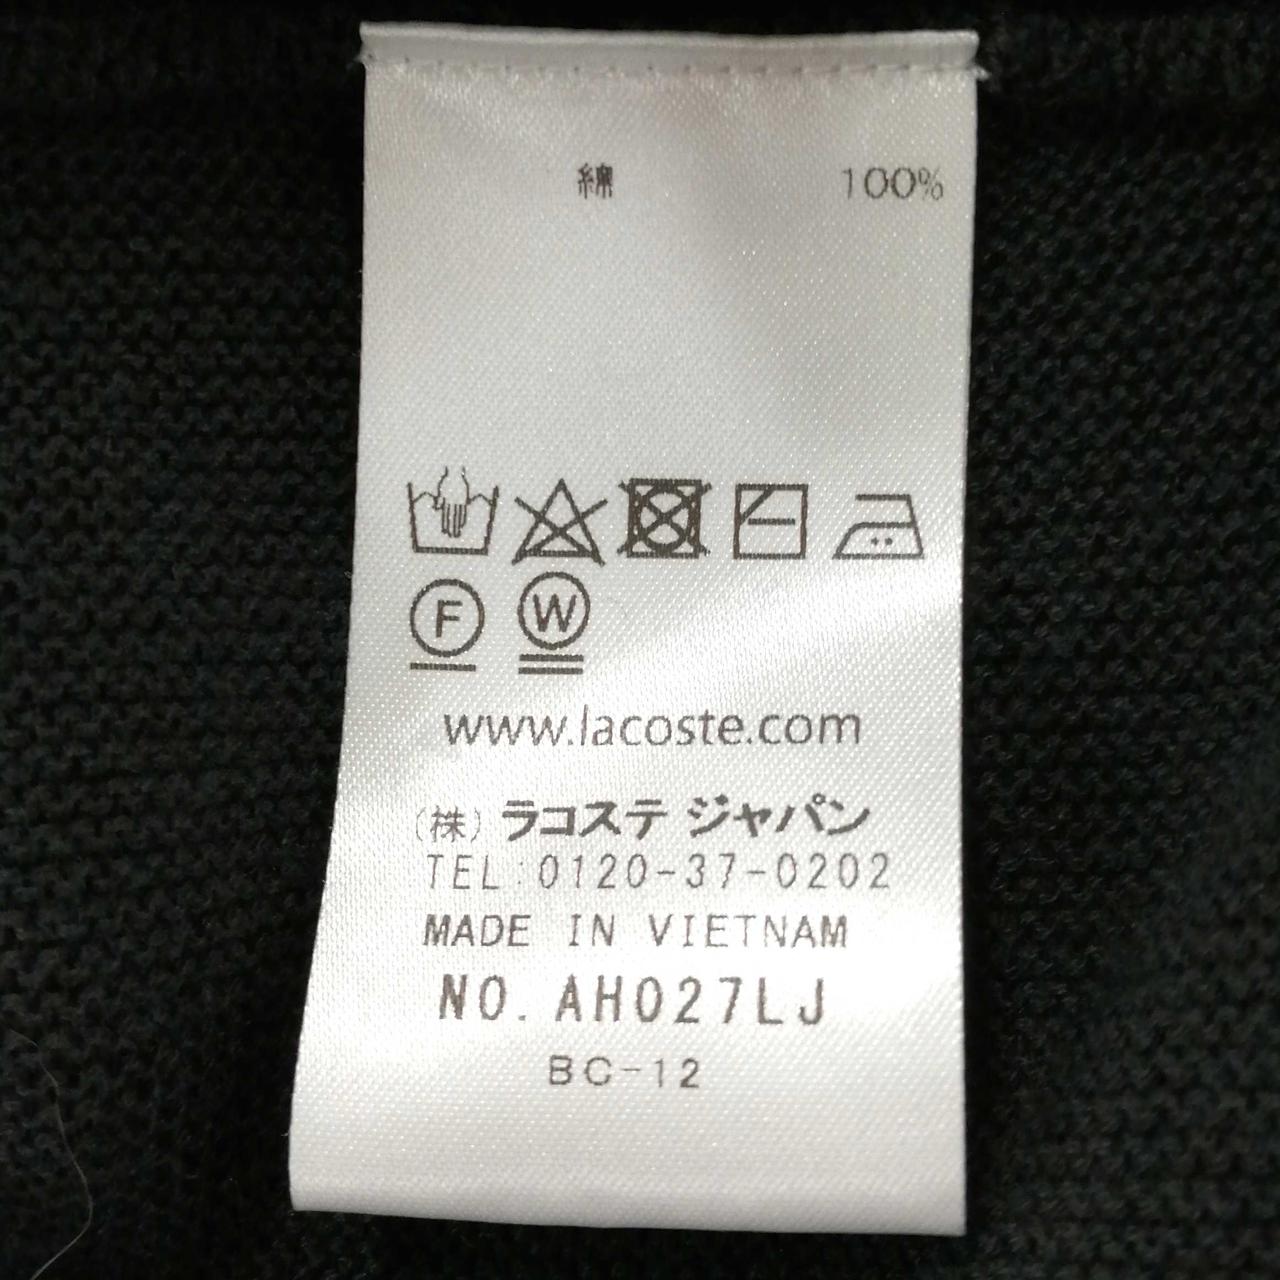 綿 100%
F W
www.lacoste.com
(株) ラコステ ジャパン
TEL:0120-37-0202
MADE IN VIETNAM
NO. AH027LJ
BC-12